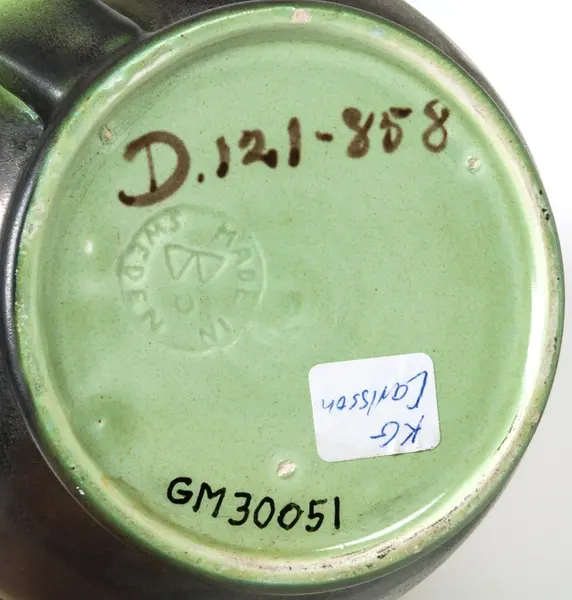 D.121-858
MADE IN SWEDEN
KG
Carlsson
GM30051